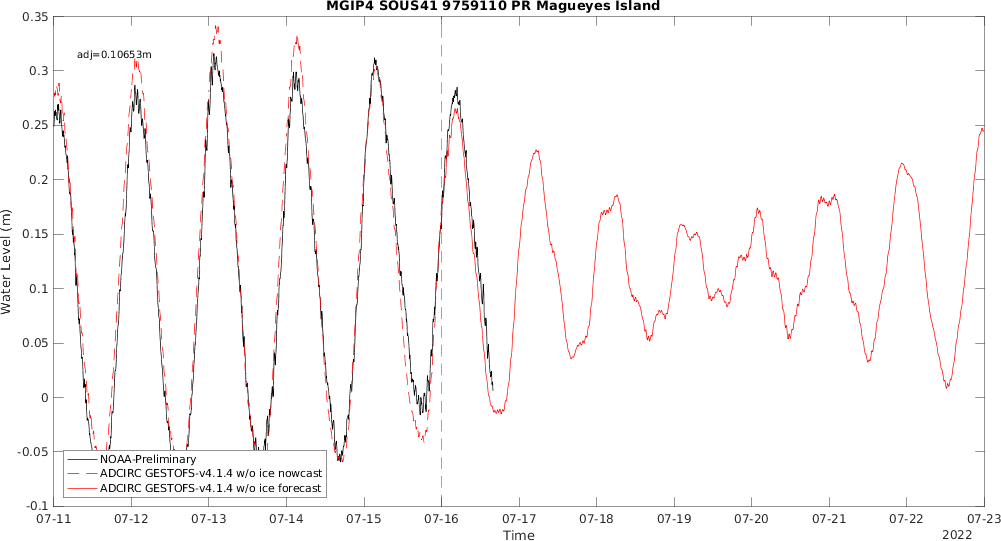 MGIP4 SOUS41 9759110 PR Magueyes Island
adj=0.10653m
0.35
0.3
0.25
0.2
0.15
0.1
0.05
0
-0.05
-0.1
Water Level (m)
NOAA-Preliminary
ADCIRC GESTOFS-v4.1.4 w/o ice nowcast
ADCIRC GESTOFS-v4.1.4 w/o ice forecast
07-11 07-12 07-13 07-14 07-15 07-16 07-17 07-18 07-19 07-20 07-21 07-22 07-23
Time
2022